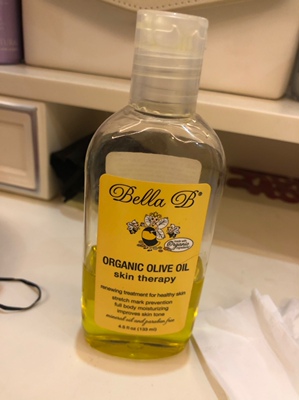 Bella B®
ORGANIC OLIVE OIL
skin therapy
renewing treatment for healthy skin
stretch mark prevention
full body moisturizing
improves skin tone
mineral oil and paraben free